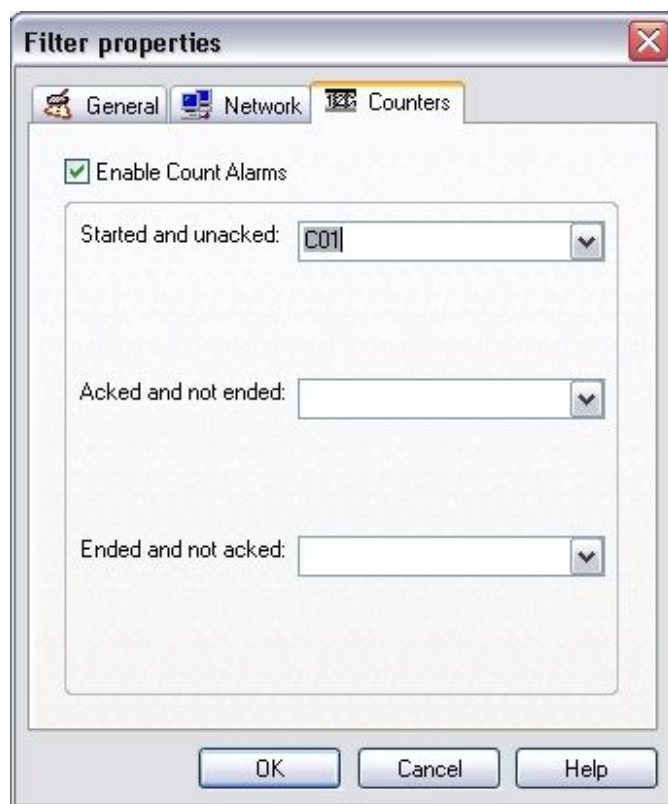 Filter properties
General Network 123 Counters
Enable Count Alarms
Started and unacked: C01
Acked and not ended:
Ended and not acked:
OK Cancel Help